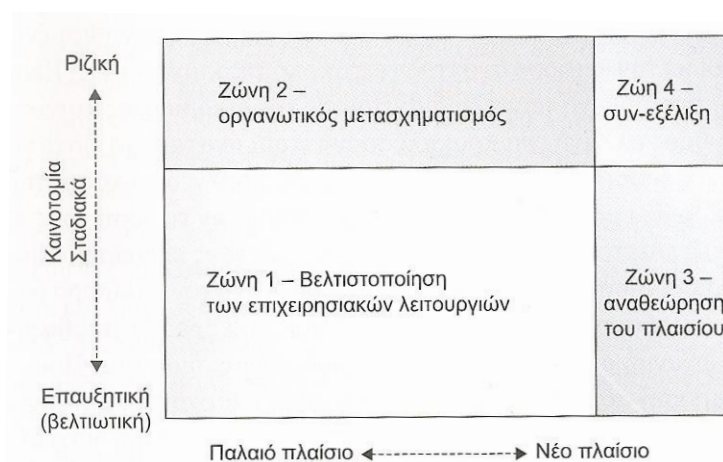 Ριζική
Καινοτομία
Σταδιακά
Επαυξητική
(βελτιωτική)
Ζώνη 2 –
οργανωτικός μετασχηματισμός
Ζώη 4 –
συν-εξέλιξη
Ζώνη 1 – Βελτιστοποίηση
των επιχειρησιακών λειτουργιών
Ζώνη 3 –
αναθεώρηση
του πλαισίου
Παλαιό πλαίσιο
Νέο πλαίσιο